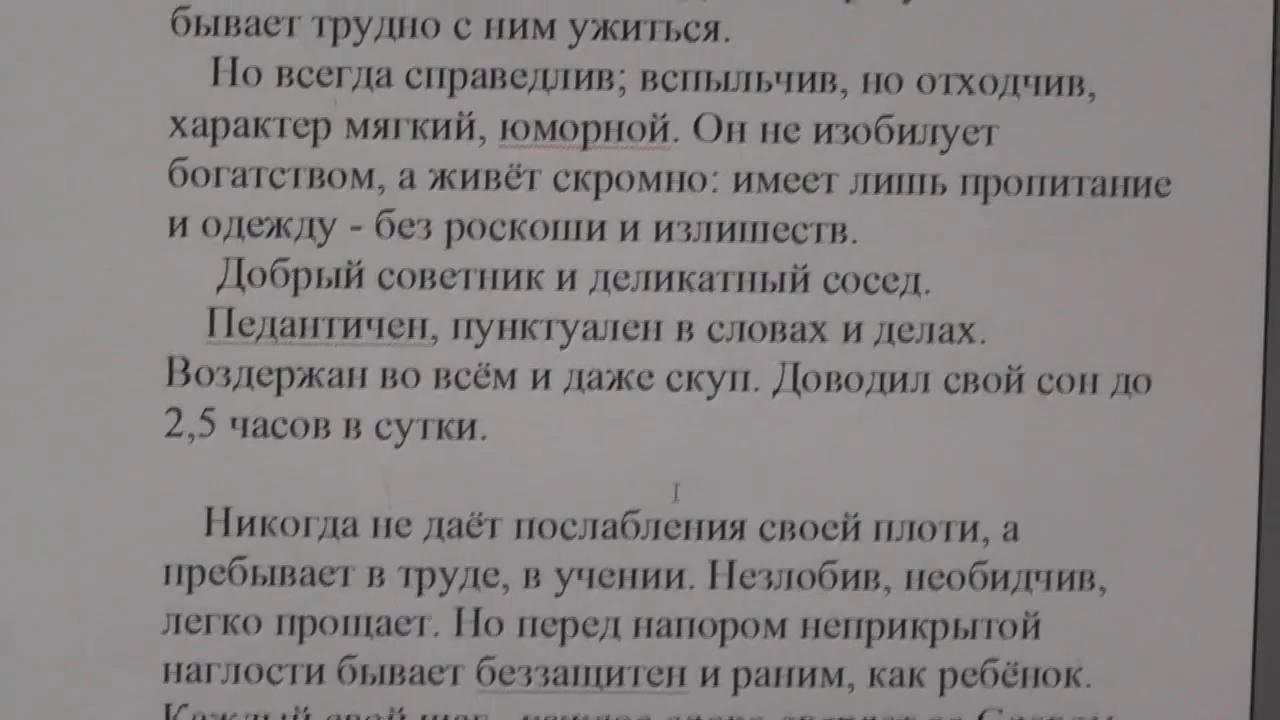 бывает трудно с ним ужиться.
Но всегда справедлив; вспыльчив, но отходчив,
характер мягкий, юморной. Он не изобилует
богатством, а живёт скромно: имеет лишь пропитание
и одежду - без роскоши и излишеств.
Добрый советник и деликатный сосед.
Педантичен, пунктуален в словах и делах.
Воздержан во всём и даже скуп. Доводил свой сон до
2,5 часов в сутки.
Никогда не даёт послабления своей плоти, а
пребывает в труде, в учении. Незлобив, необидчив,
легко прощает. Но перед напором неприкрытой
наглости бывает беззащитен и раним, как ребёнок.
Каждый свой шаг